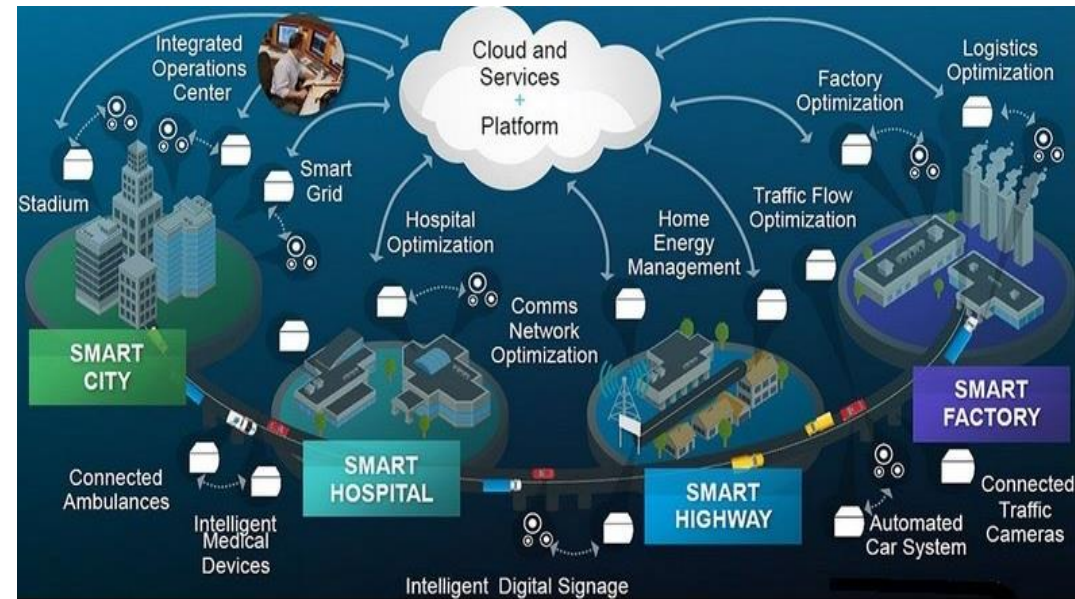 Integrated
Operations
Center
Cloud and
Services
+
Platform
Logistics
Optimization
Factory
Optimization
Stadium
Smart
Grid
Hospital
Optimization
Home
Energy
Management
Traffic Flow
Optimization
Comms
Network
Optimization
SMART
CITY
SMART
HOSPITAL
SMART
HIGHWAY
SMART
FACTORY
Connected
Ambulances
Intelligent
Medical
Devices
Intelligent Digital Signage
Automated
Car System
Connected
Traffic
Cameras